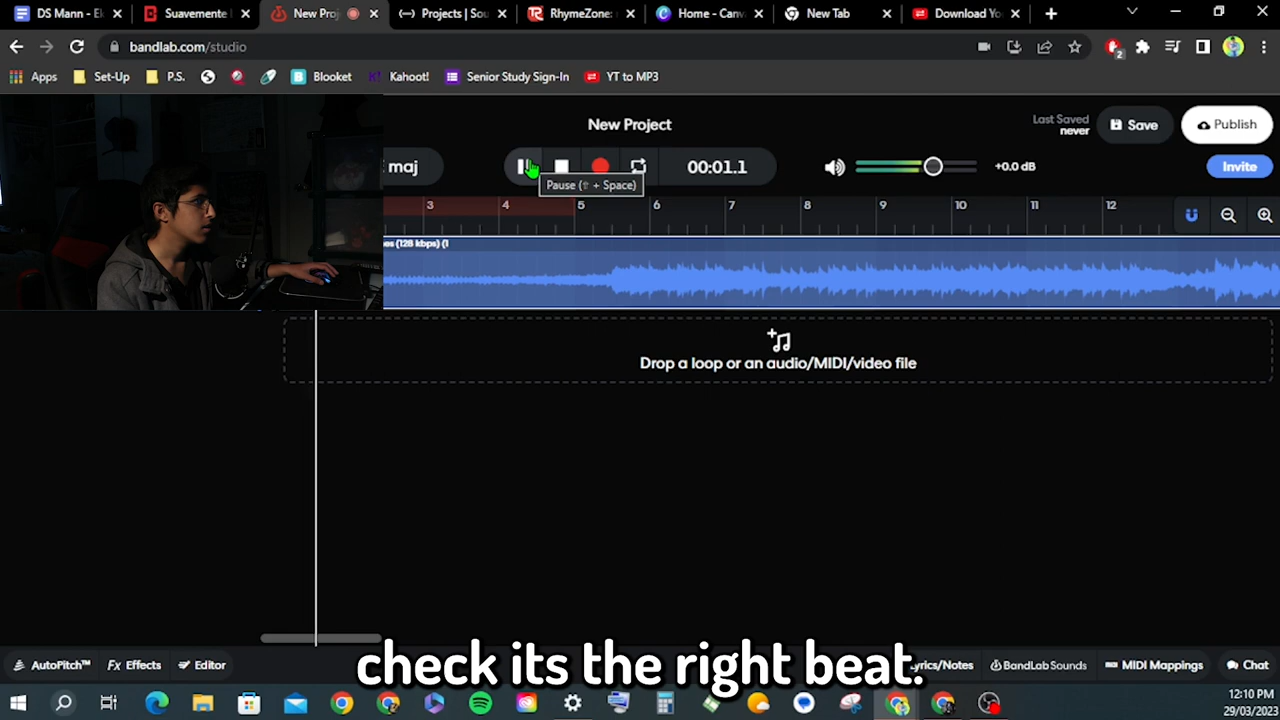 DS Mann - El
Suavemente
New Proj
Projects | Sou
RhymeZone:
Home - Canv
New Tab
Download Yo
bandlab.com/studio
Apps
Set-Up
P.S.
Blooket
Kahoot!
Senior Study Sign-In
YT to MP3
New Project
Last Saved
never
Save
Publish
maj
00:01.1
+0.0 dB
Invite
Pause (⇧ + Space)
3 4 5 6 7 8 9 10 11 12
es (128 kbps)
Drop a loop or an audio/MIDI/video file
check its the right beat.
AutoPitch™
Fx Effects
Editor
yrics/Notes
BandLab Sounds
MIDI Mappings
Chat
12:10 PM
29/03/2023